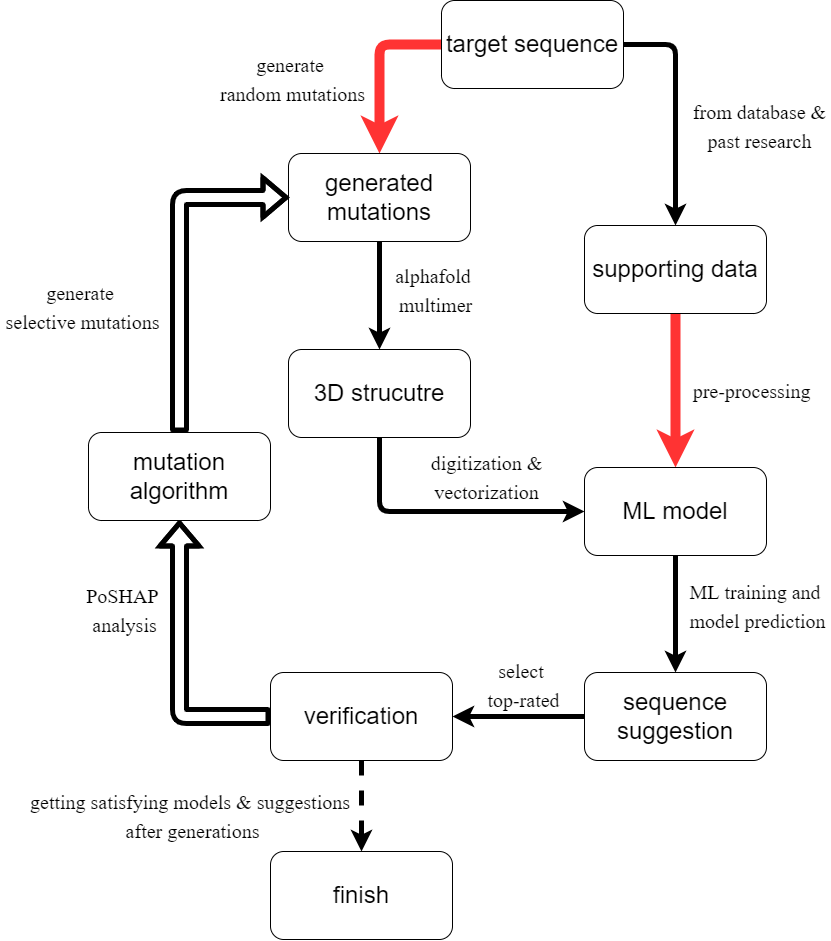 target sequence
generate
random mutations
from database &
past research
generated
mutations
supporting data
alphafold
multimer
generate
selective mutations
3D strucutre
pre-processing
mutation
algorithm
digitization &
vectorization
ML model
PoSHAP
analysis
ML training and
model prediction
select
top-rated
verification
sequence
suggestion
getting satisfying models & suggestions
after generations
finish